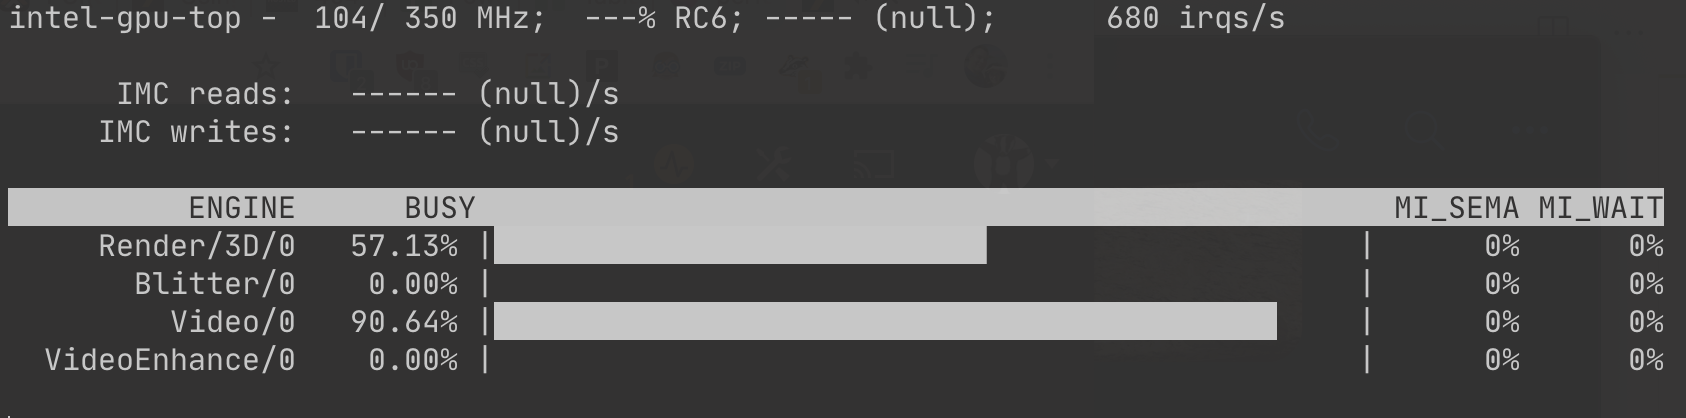 intel-gpu-top -  104/ 350 MHz;  ---% RC6; ----- (null);      680 irqs/s
IMC reads:   ------ (null)/s
IMC writes:   ------ (null)/s
ENGINE      BUSY      MI_SEMA MI_WAIT
Render/3D/0   57.13% |      |      0%      0%
Blitter/0    0.00% |      |      0%      0%
Video/0   90.64% |      |      0%      0%
VideoEnhance/0    0.00% |      |      0%      0%